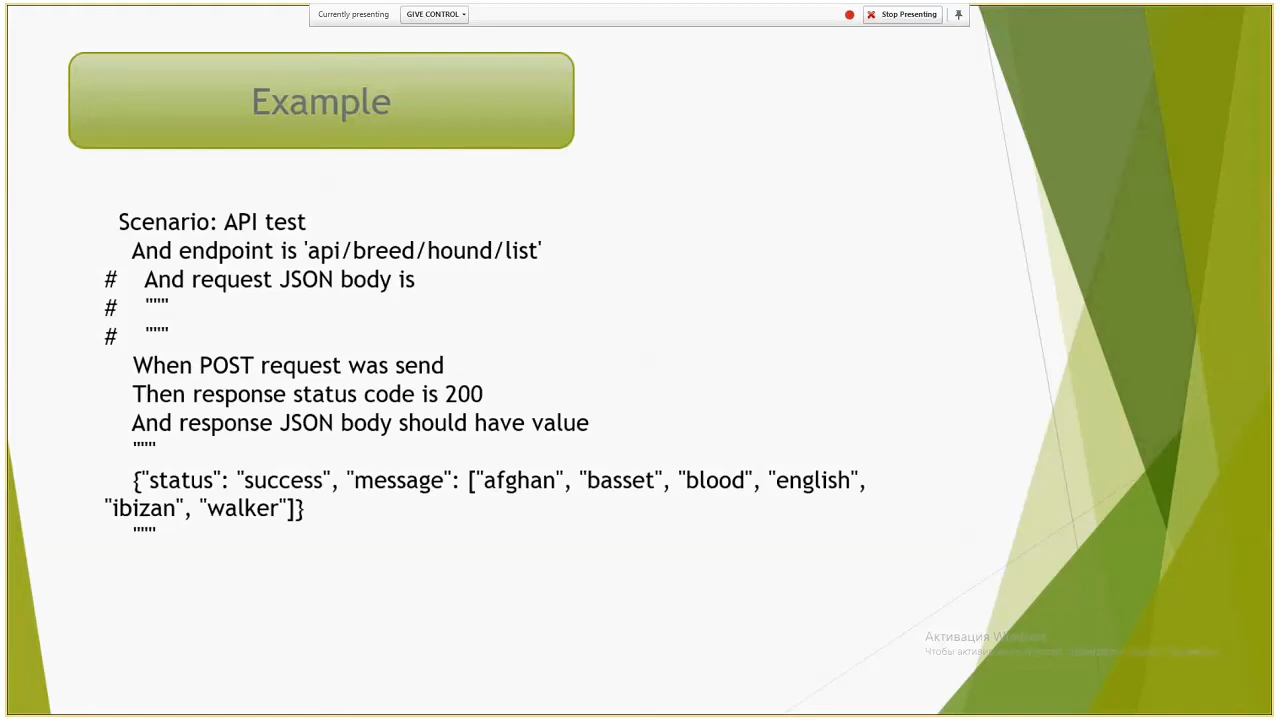 Currently presenting
GIVE CONTROL
Stop Presenting
Example
Scenario: API test
And endpoint is 'api/breed/hound/list'
# And request JSON body is
# """
# """
When POST request was send
Then response status code is 200
And response JSON body should have value
"""
{"status": "success", "message": ["afghan", "basset", "blood", "english",
"ibizan", "walker"]}
"""
Активация Windows
Чтобы